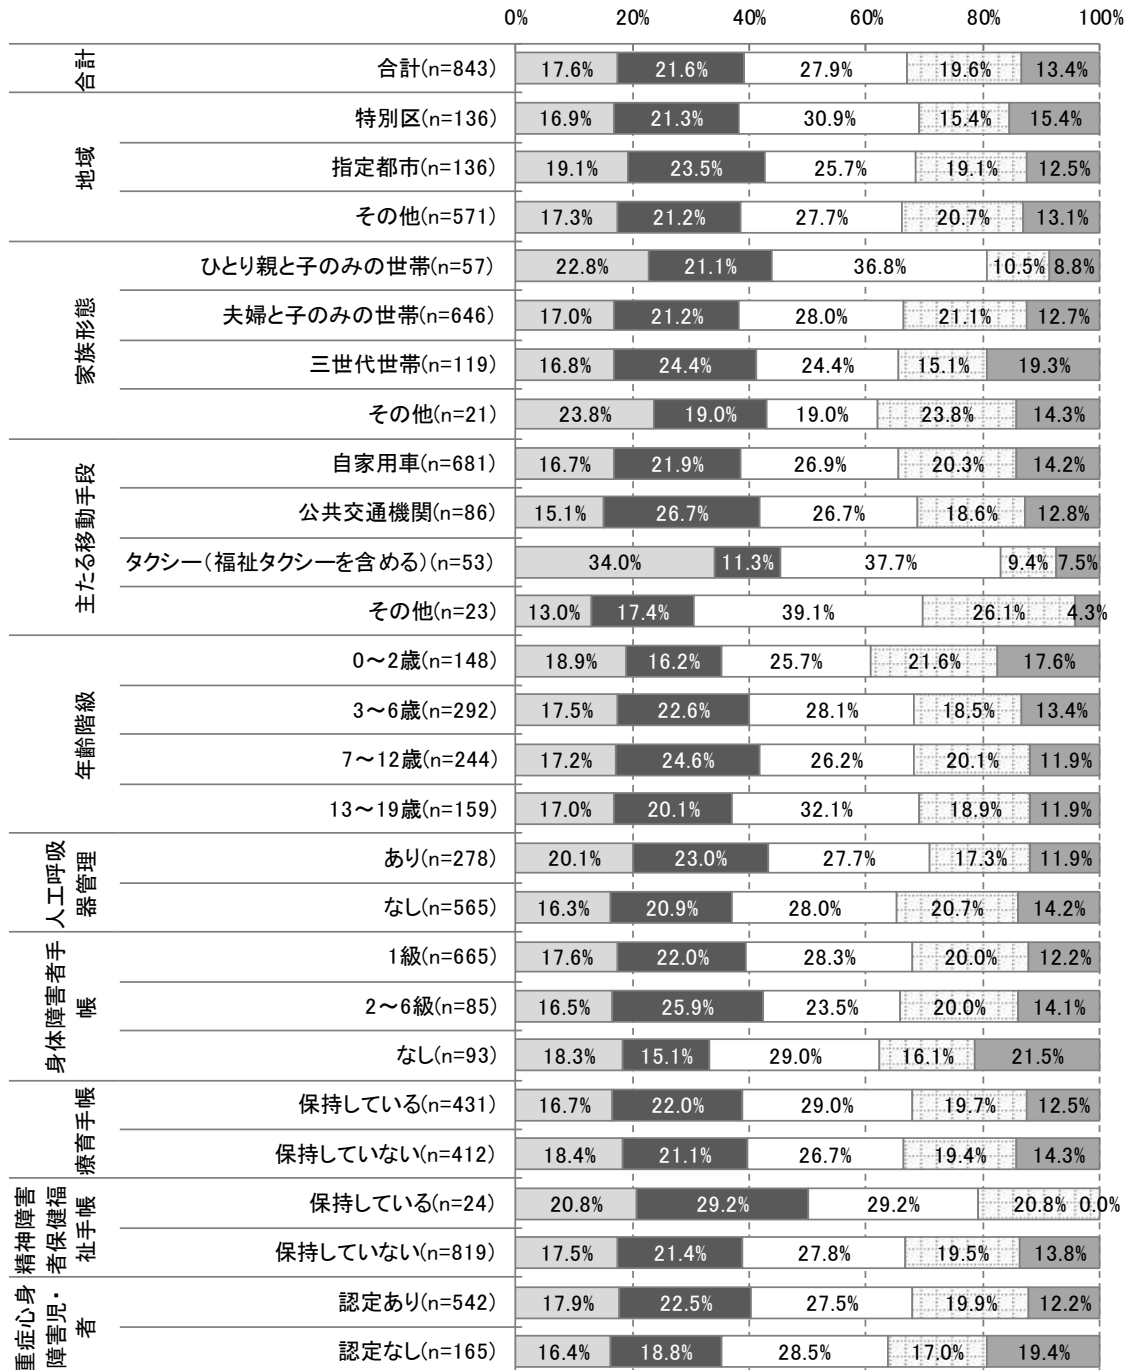 0% 20% 40% 60% 80% 100%
合計
合計(n=843) 17.6% 21.6% 27.9% 19.6% 13.4%
地域
特別区(n=136) 16.9% 21.3% 30.9% 15.4% 15.4%
指定都市(n=136) 19.1% 23.5% 25.7% 19.1% 12.5%
その他(n=571) 17.3% 21.2% 27.7% 20.7% 13.1%
家族形態
ひとり親と子のみの世帯(n=57) 22.8% 21.1% 36.8% 10.5% 8.8%
夫婦と子のみの世帯(n=646) 17.0% 21.2% 28.0% 21.1% 12.7%
三世代世帯(n=119) 16.8% 24.4% 24.4% 15.1% 19.3%
その他(n=21) 23.8% 19.0% 19.0% 23.8% 14.3%
主たる移動手段
自家用車(n=681) 16.7% 21.9% 26.9% 20.3% 14.2%
公共交通機関(n=86) 15.1% 26.7% 26.7% 18.6% 12.8%
タクシー(福祉タクシーを含める)(n=53) 34.0% 11.3% 37.7% 9.4% 7.5%
その他(n=23) 13.0% 17.4% 39.1% 26.1% 4.3%
年齢階級
0～2歳(n=148) 18.9% 16.2% 25.7% 21.6% 17.6%
3～6歳(n=292) 17.5% 22.6% 28.1% 18.5% 13.4%
7～12歳(n=244) 17.2% 24.6% 26.2% 20.1% 11.9%
13～19歳(n=159) 17.0% 20.1% 32.1% 18.9% 11.9%
人工呼吸
器管理
あり(n=278) 20.1% 23.0% 27.7% 17.3% 11.9%
なし(n=565) 16.3% 20.9% 28.0% 20.7% 14.2%
身体障害者手
帳
1級(n=665) 17.6% 22.0% 28.3% 20.0% 12.2%
2～6級(n=85) 16.5% 25.9% 23.5% 20.0% 14.1%
なし(n=93) 18.3% 15.1% 29.0% 16.1% 21.5%
療育手帳
保持している(n=431) 16.7% 22.0% 29.0% 19.7% 12.5%
保持していない(n=412) 18.4% 21.1% 26.7% 19.4% 14.3%
精神障害
者保健福
祉手帳
保持している(n=24) 20.8% 29.2% 29.2% 20.8% 0.0%
保持していない(n=819) 17.5% 21.4% 27.8% 19.5% 13.8%
重症心身
障害児・
者
認定あり(n=542) 17.9% 22.5% 27.5% 19.9% 12.2%
認定なし(n=165) 16.4% 18.8% 28.5% 17.0% 19.4%